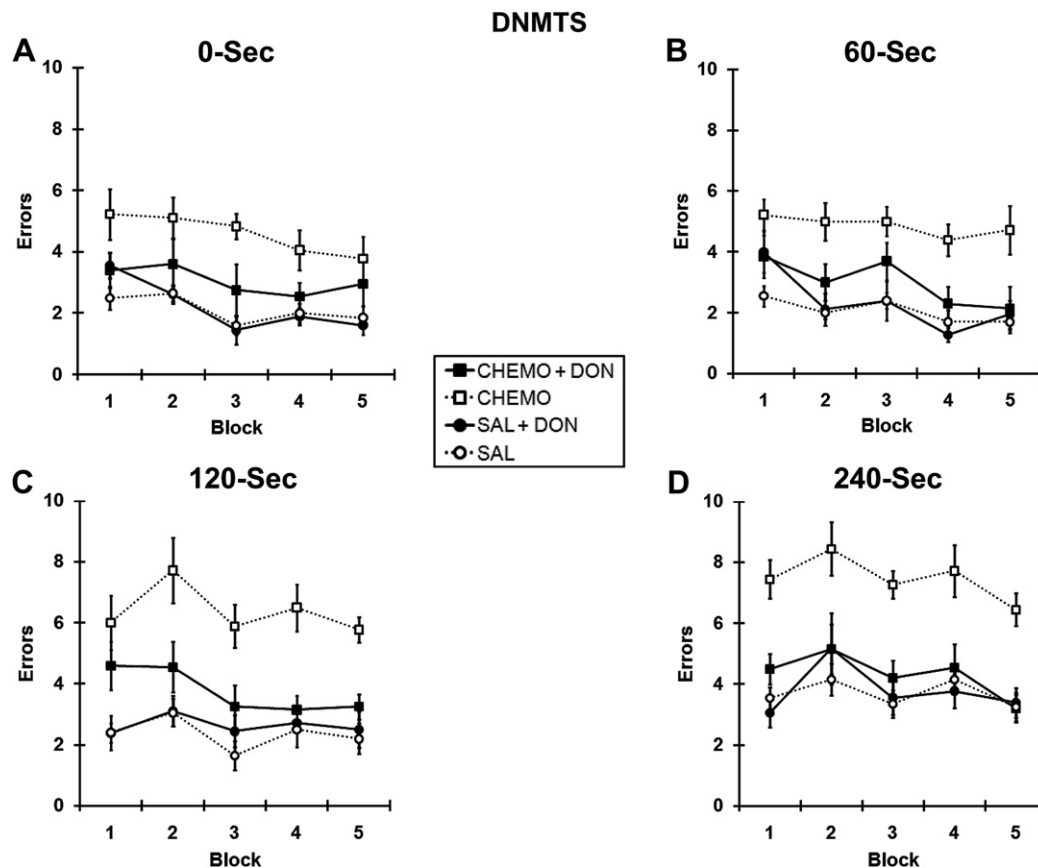 DNMTS
A
0-Sec
Errors
10
8
6
4
2
0
1 2 3 4 5
Block
B
60-Sec
Errors
10
8
6
4
2
0
1 2 3 4 5
Block
CHEMO + DON
CHEMO
SAL + DON
SAL
C
120-Sec
Errors
10
8
6
4
2
0
1 2 3 4 5
Block
D
240-Sec
Errors
10
8
6
4
2
0
1 2 3 4 5
Block